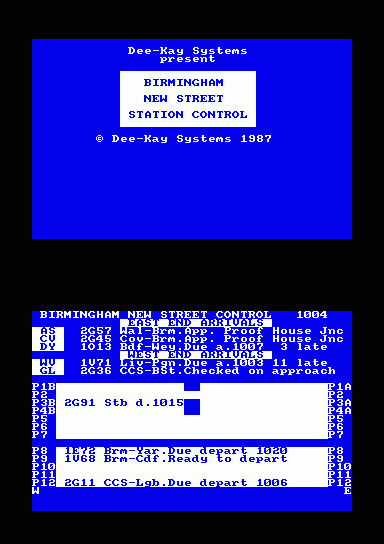 Dee-Kay Systems
present
BIRMINGHAM
NEW STREET
STATION CONTROL
© Dee-Kay Systems 1987
BIRMINGHAM NEW STREET CONTROL 1004
EAST END ARRIVALS
AS 2G57 Wal-Brm.App. Proof House Jnc
CV 2G45 Cov-Brm.App. Proof House Jnc
DY 1O13 Bdf-Wey.Due a.1007 3 late
WEST END ARRIVALS
WV 1V71 Liv-Pgn.Due a.1003 11 late
GL 2G36 CCS-BSt.Checked on approach
P1B P1A
P2 P2
P3B 2G91 Stb d.1015 P3A
P4B P4A
P5 P5
P6 P6
P7 P7
P8 1E72 Brm-Yar.Due depart 1020 P8
P9 1V68 Brm-Cdf.Ready to depart P9
P10 P10
P11 P11
P12 2G11 CCS-Lgb.Due depart 1006 P12
W E